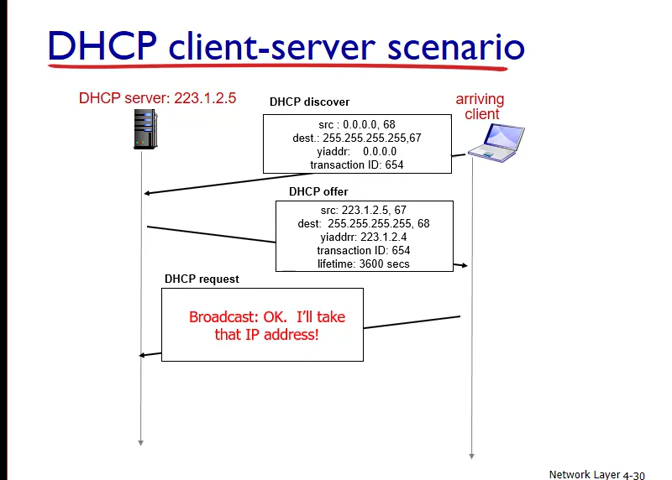 DHCP client-server scenario
DHCP server: 223.1.2.5
DHCP discover
arriving
client
src : 0.0.0.0, 68
dest.: 255.255.255.255,67
yiaddr: 0.0.0.0
transaction ID: 654
DHCP offer
src: 223.1.2.5, 67
dest: 255.255.255.255, 68
yiaddrr: 223.1.2.4
transaction ID: 654
lifetime: 3600 secs
DHCP request
Broadcast: OK. I'll take
that IP address!
Network Layer 4-30